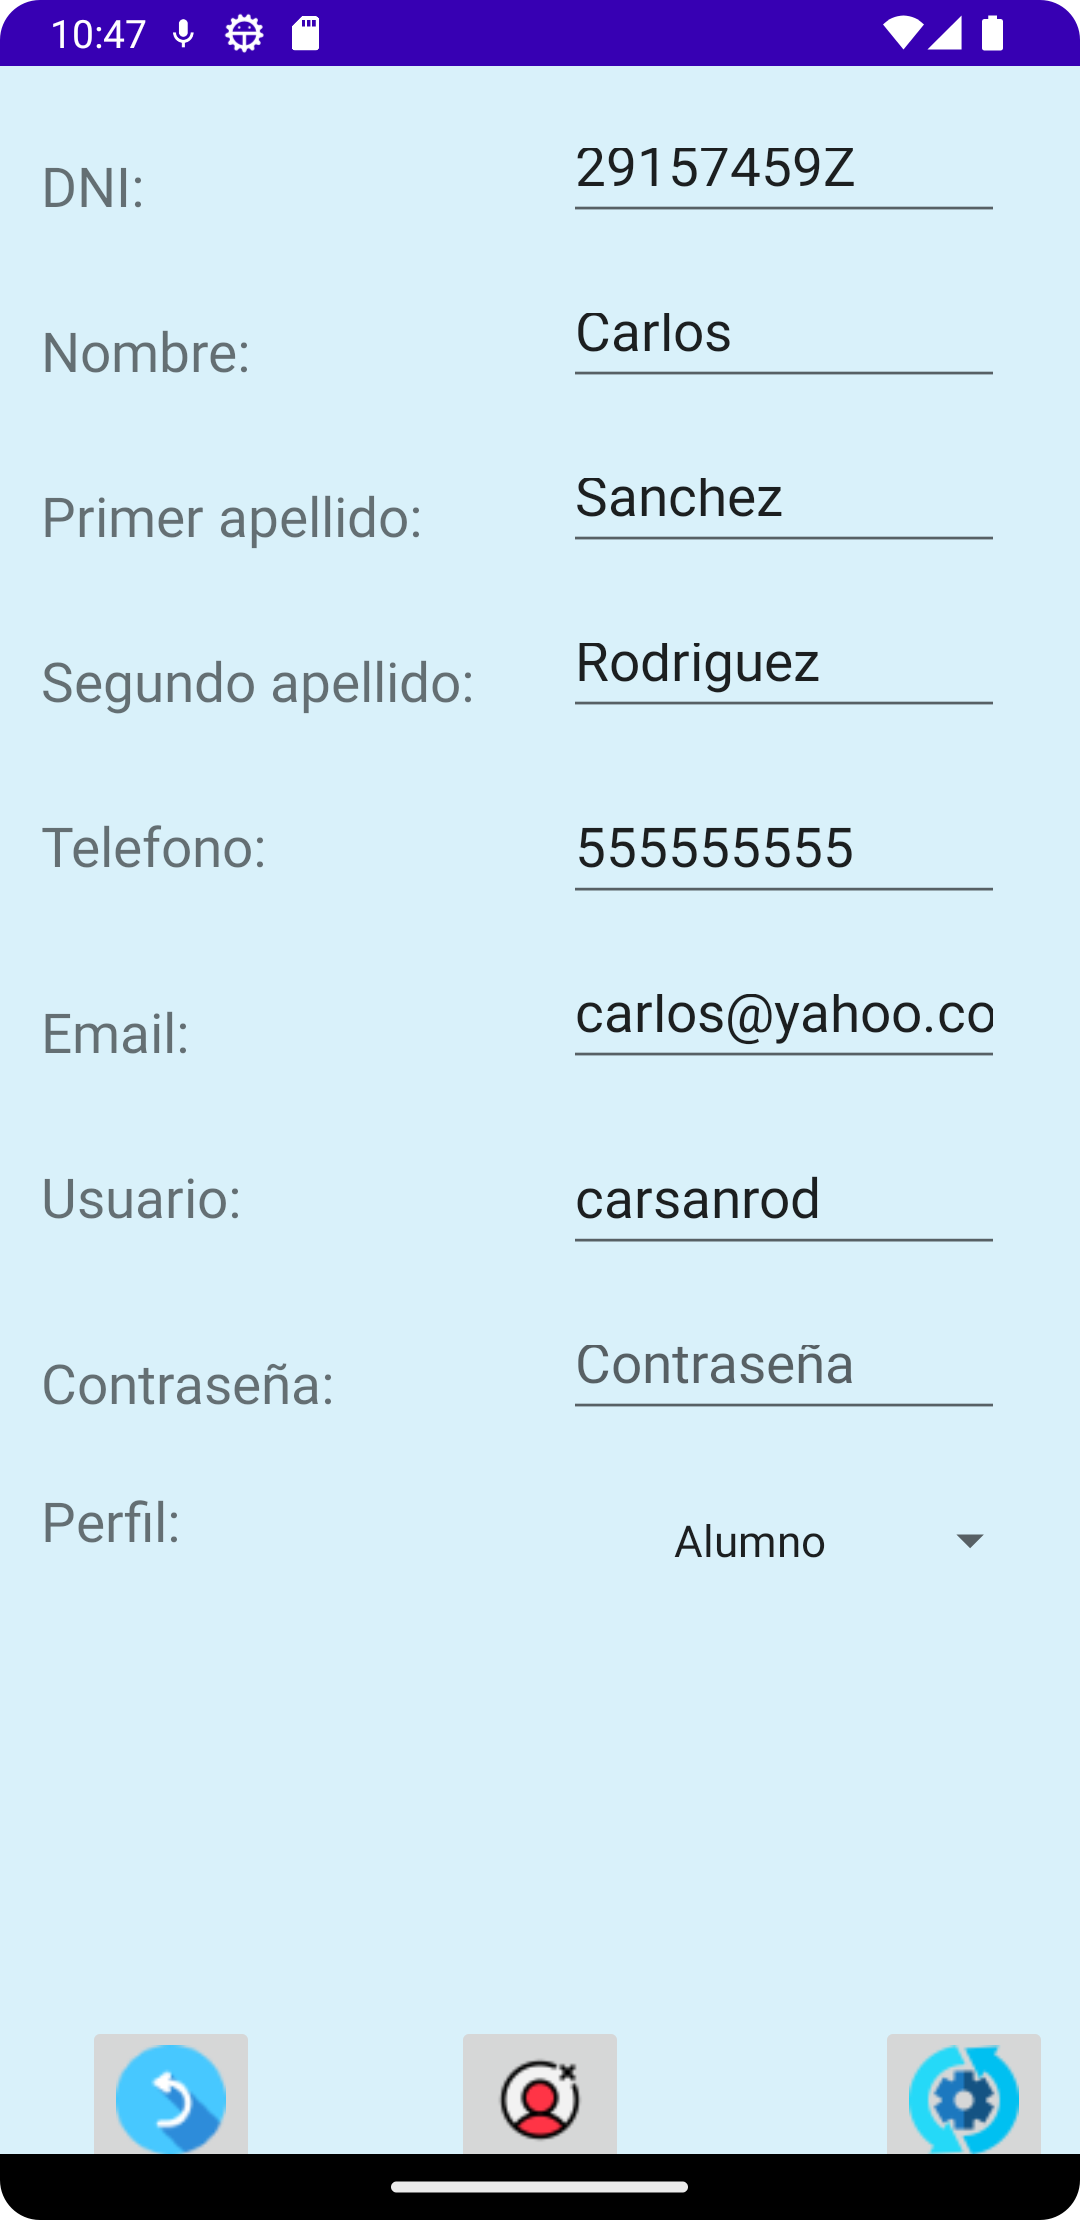 10:47
DNI: 29157459Z
Nombre: Carlos
Primer apellido: Sanchez
Segundo apellido: Rodriguez
Telefono: 555555555
Email: carlos@yahoo.co
Usuario: carsanrod
Contraseña: Contraseña
Perfil: Alumno